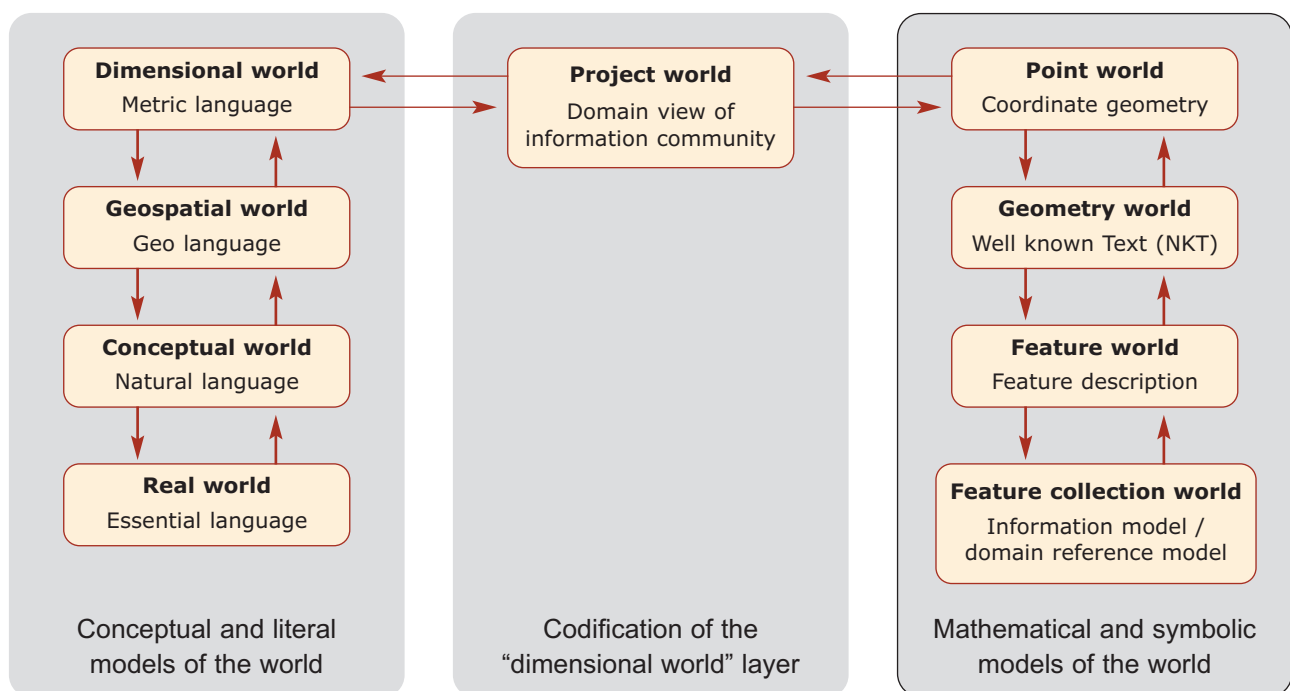 Dimensional world
Metric language
Geospatial world
Geo language
Conceptual world
Natural language
Real world
Essential language
Conceptual and literal
models of the world
Project world
Domain view of
information community
Codification of the
“dimensional world” layer
Point world
Coordinate geometry
Geometry world
Well known Text (NKT)
Feature world
Feature description
Feature collection world
Information model /
domain reference model
Mathematical and symbolic
models of the world